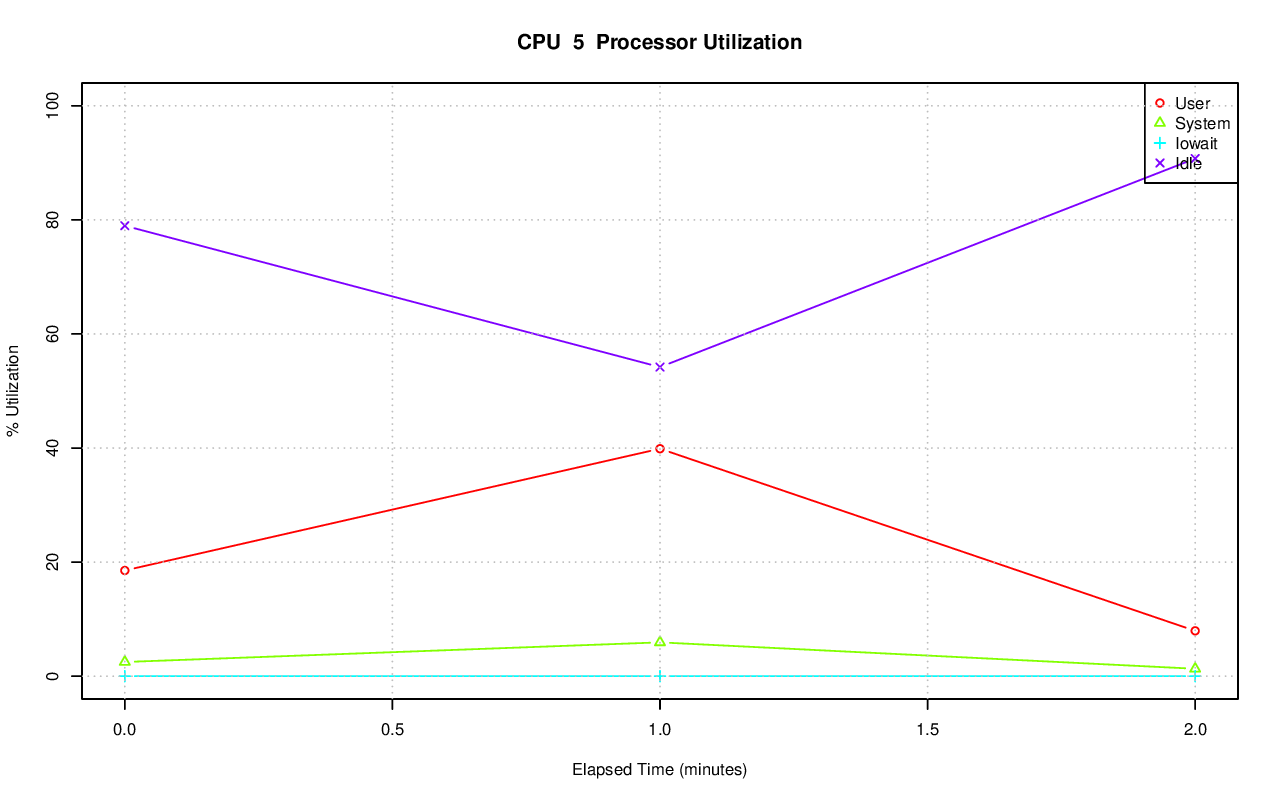 CPU  5  Processor Utilization
% Utilization
100
80
60
40
20
0
User
System
Iowait
Idle
0.0 0.5 1.0 1.5 2.0
Elapsed Time (minutes)